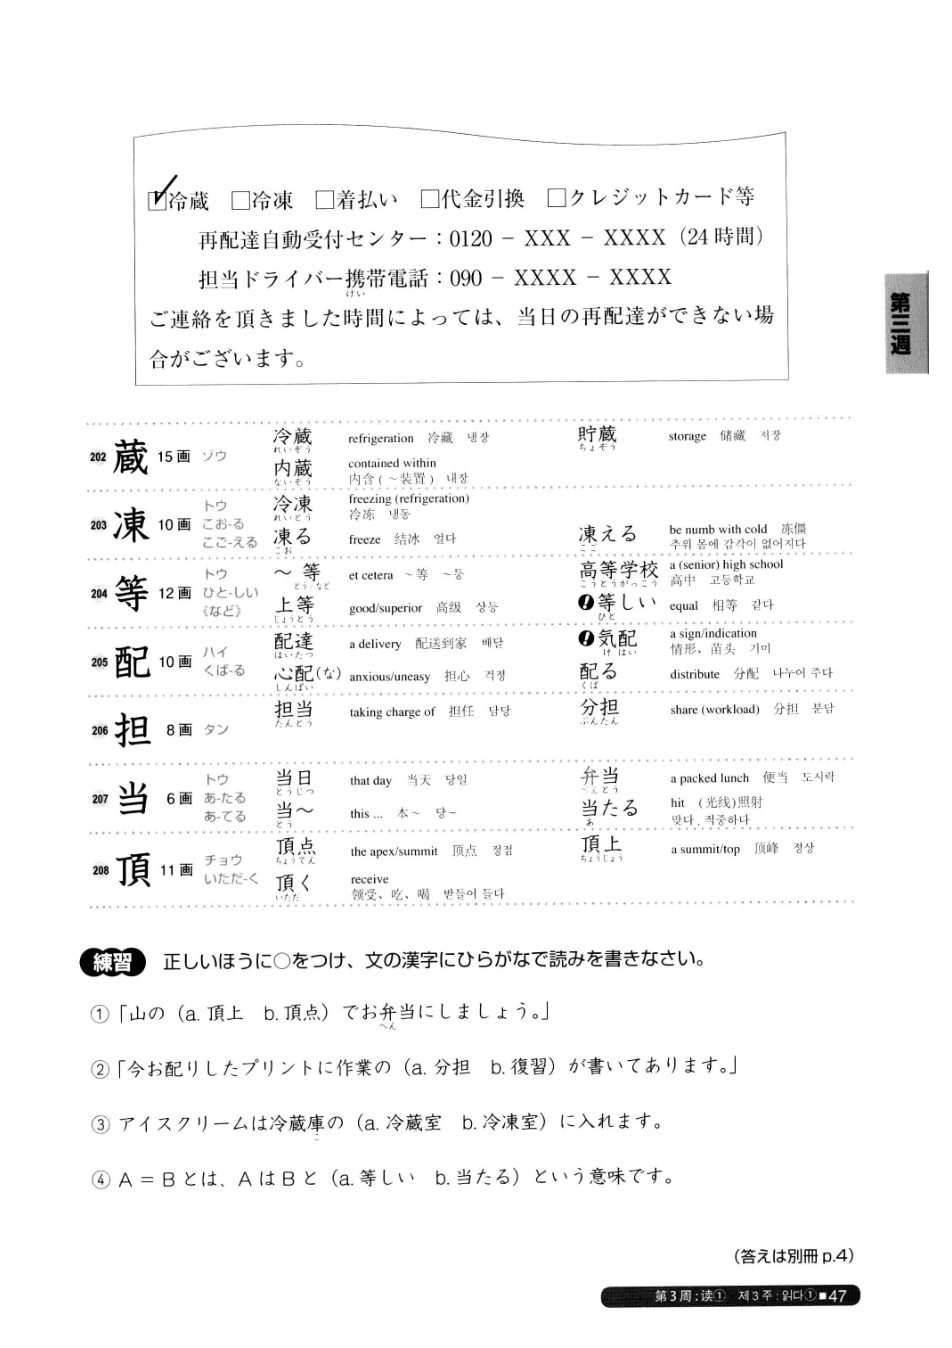 ☑冷蔵 □冷凍 □着払い □代金引換 □クレジットカード等
再配達自動受付センター：0120 − XXX − XXXX（24時間）
担当ドライバー携帯電話：090 − XXXX − XXXX
けい
ご連絡を頂きました時間によっては、当日の再配達ができない場
合がございます。
第三週
202 蔵 15画 ゾウ
冷蔵 れいぞう refrigeration 冷藏 냉장
貯蔵 ちょぞう storage 储藏 저장
内蔵 ないぞう contained within
内含(～装置) 内장
203 凍 10画 トウ こお-る こご-える
冷凍 れいとう freezing (refrigeration)
冷冻 냉동
凍る こお freeze 结冰 얼다
凍える ここ be numb with cold 冻僵
추위 몸에 감각이 없어지다
204 等 12画 トウ ひと-しい 《など》
～等 とう/など et cetera ～等 ～등
高等学校 こうとうがっこう a (senior) high school
高中 고등학교
上等 じょうとう good/superior 高级 상등
❗等しい ひと equal 相等 같다
205 配 10画 ハイ くば-る
配達 はいたつ a delivery 配送到家 배달
❗気配 けはい a sign/indication
情形、苗头 기미
心配(な) しんぱい anxious/uneasy 担心 걱정
配る くば distribute 分配 나누어 주다
206 担 8画 タン
担当 たんとう taking charge of 担任 담당
分担 ぶんたん share (workload) 分担 분담
207 当 6画 トウ あ-たる あ-てる
当日 とうじつ that day 当天 당일
弁当 べんとう a packed lunch 便当 도시락
当～ とう this ... 本～ 당~
当たる あ hit (光线)照射
맞다, 적중하다
208 頂 11画 チョウ いただ-く
頂点 ちょうてん the apex/summit 顶点 정점
頂上 ちょうじょう a summit/top 顶峰 정상
頂く いただ receive
领受、吃、喝 받들어 들다
練習 正しいほうに○をつけ、文の漢字にひらがなで読みを書きなさい。
①「山の（a. 頂上 b. 頂点）でお弁当にしましょう。」
べん
②「今お配りしたプリントに作業の（a. 分担 b. 復習）が書いてあります。」
③ アイスクリームは冷蔵庫の（a. 冷蔵室 b. 冷凍室）に入れます。
こ
④ A＝Bとは、AはBと（a. 等しい b. 当たる）という意味です。
（答えは別冊 p.4）
第3周:读① 제3주:읽다①■47